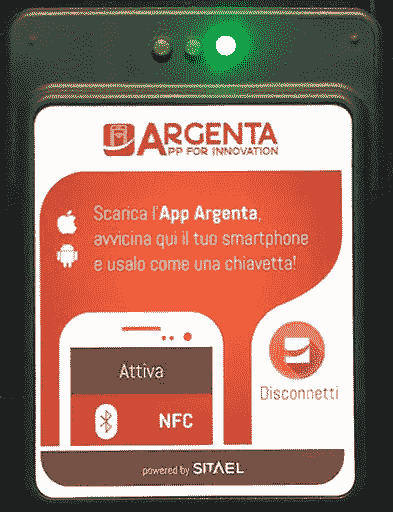 ARGENTA
APP FOR INNOVATION
Scarica l'App Argenta,
avvicina qui il tuo smartphone
e usalo come una chiavetta!
Attiva
NFC
Disconnetti
powered by SITAEL